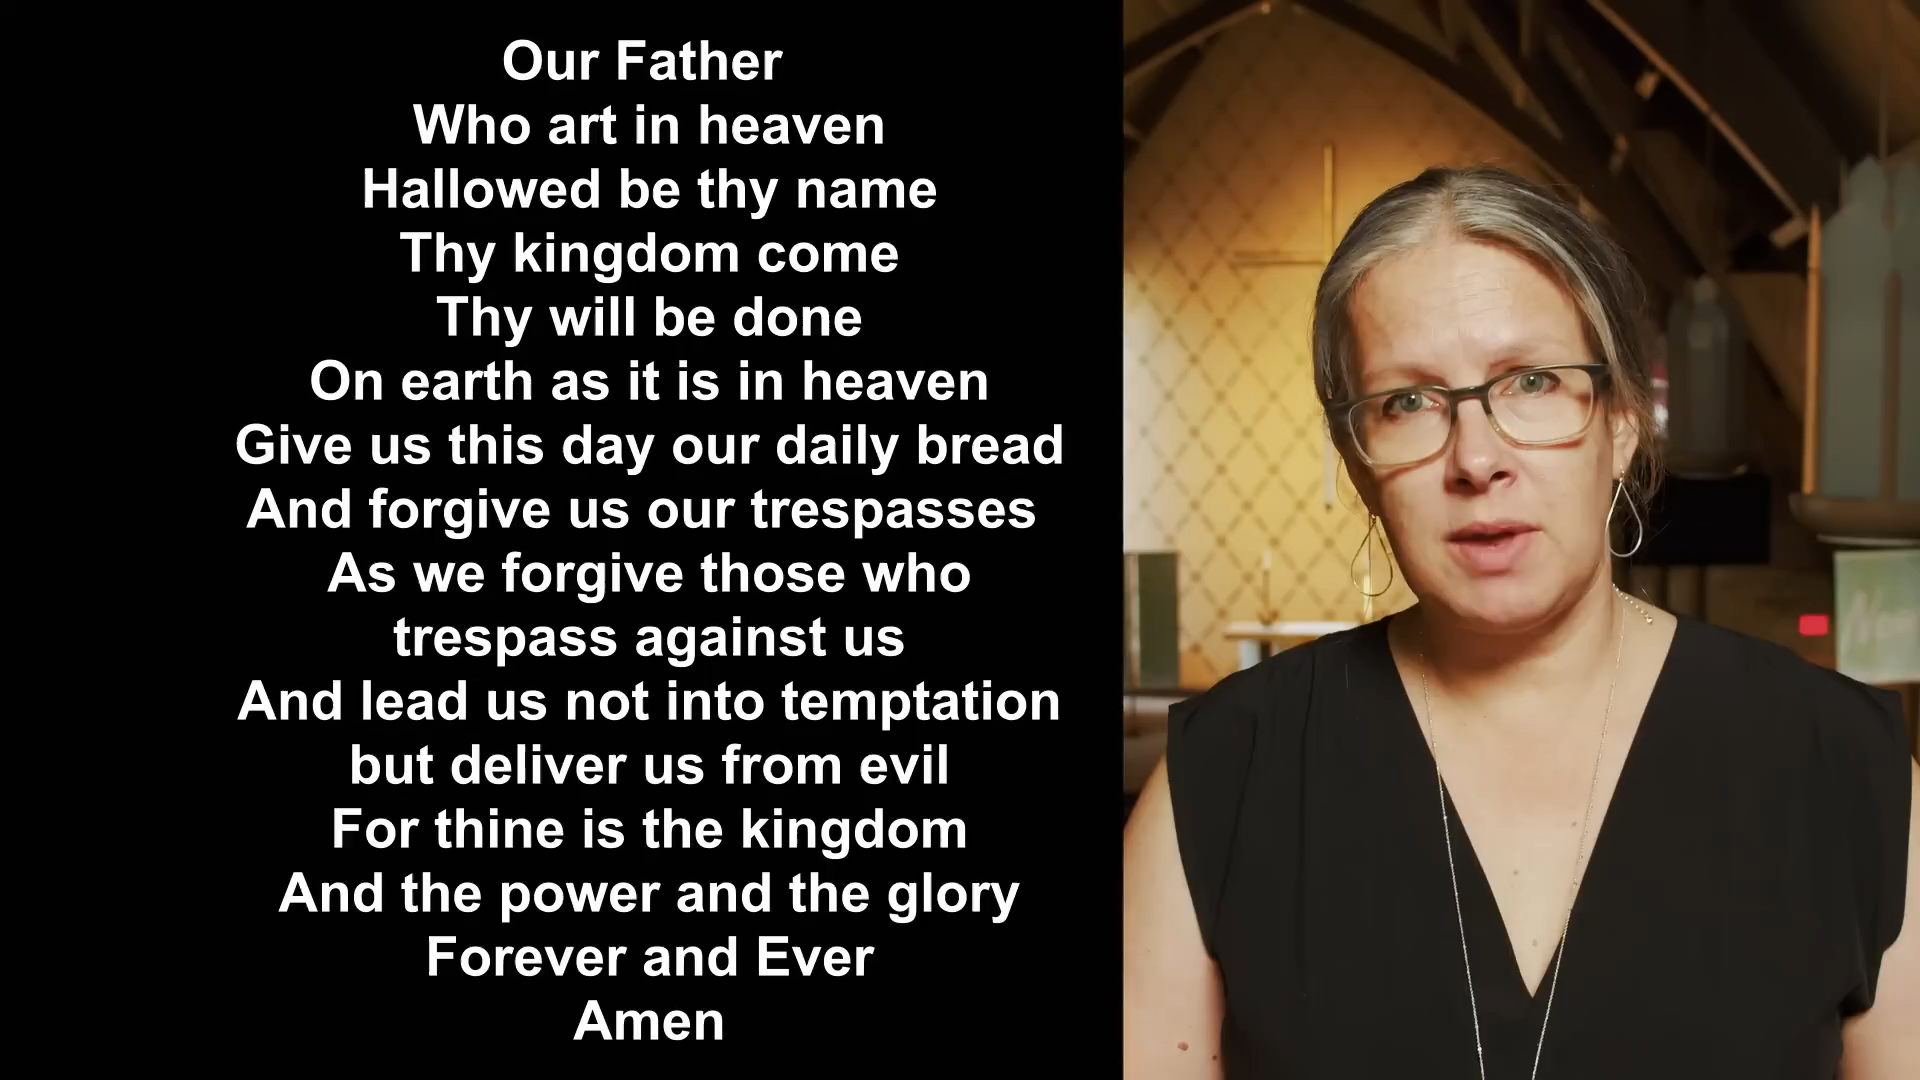 Our Father
Who art in heaven
Hallowed be thy name
Thy kingdom come
Thy will be done
On earth as it is in heaven
Give us this day our daily bread
And forgive us our trespasses
As we forgive those who
trespass against us
And lead us not into temptation
but deliver us from evil
For thine is the kingdom
And the power and the glory
Forever and Ever
Amen